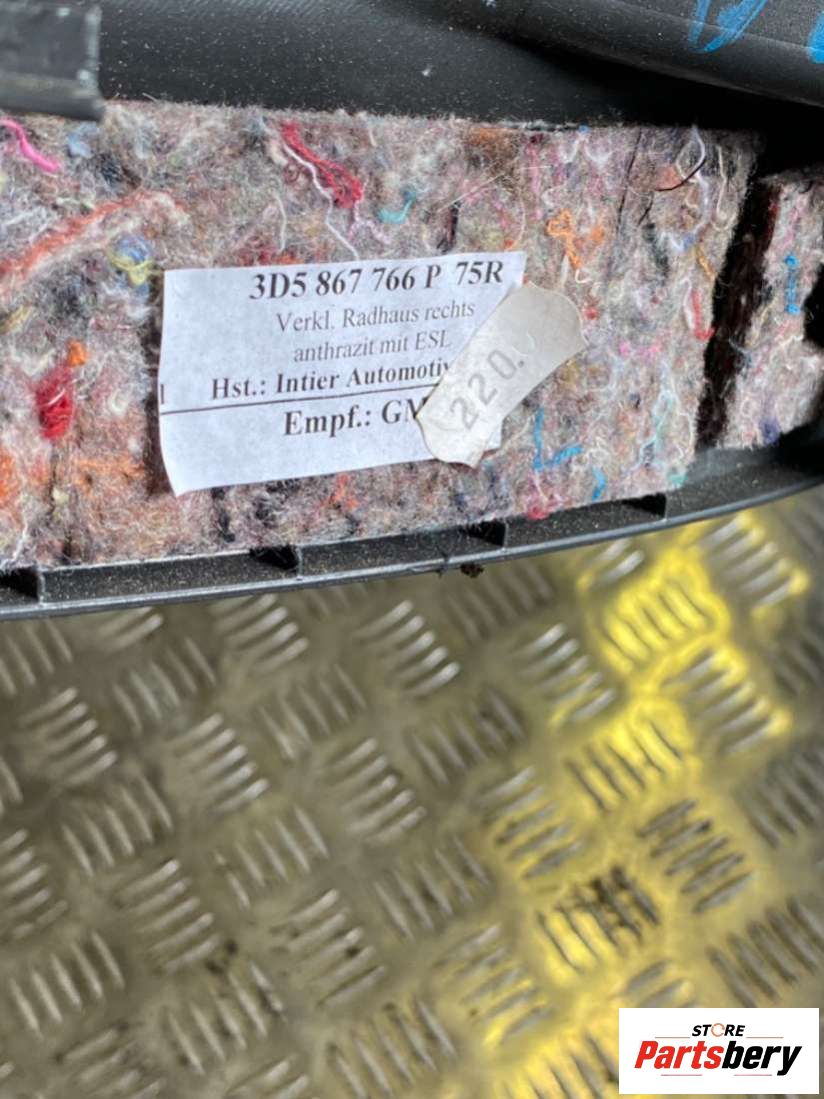 3D5 867 766 P 75R
Verkl. Radhaus rechts
anthrazit mit ESL
Hst.: Intier Automotiv
Empf.: GM
220.
STORE
Partsbery